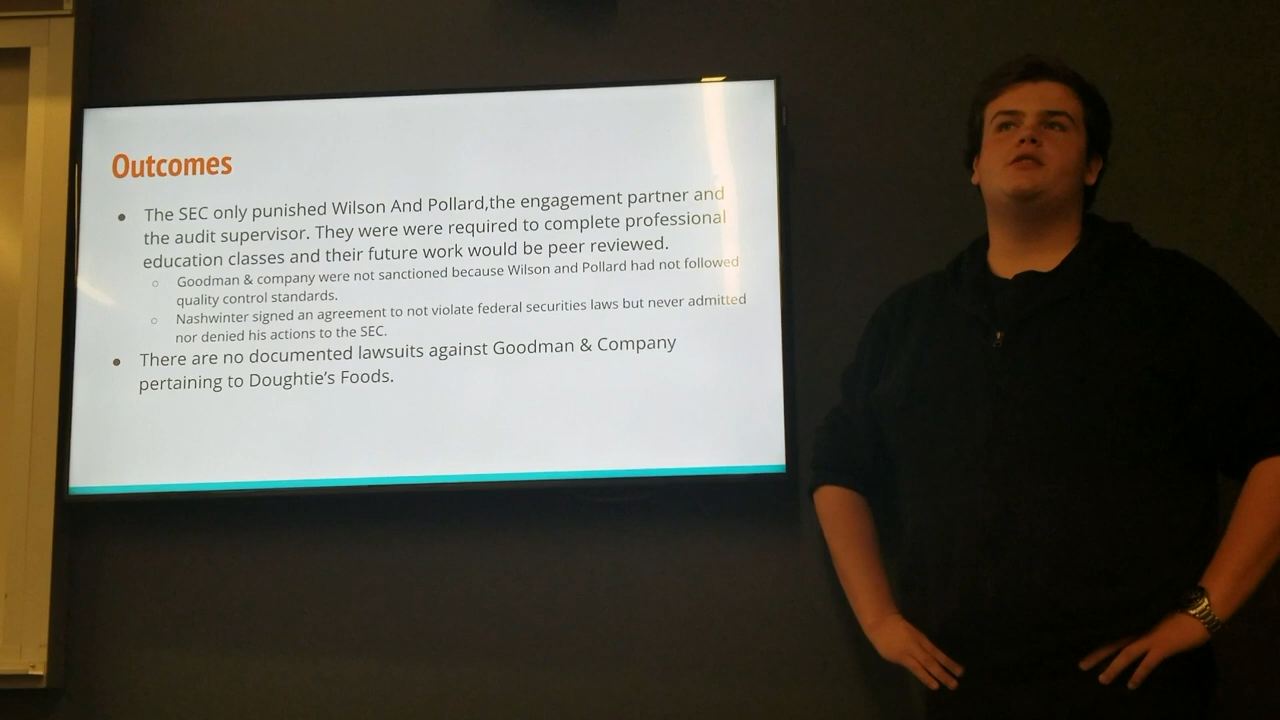 Outcomes
● The SEC only punished Wilson And Pollard,the engagement partner and
the audit supervisor. They were were required to complete professional
education classes and their future work would be peer reviewed.
○ Goodman & company were not sanctioned because Wilson and Pollard had not followed
quality control standards.
○ Nashwinter signed an agreement to not violate federal securities laws but never admitted
nor denied his actions to the SEC.
● There are no documented lawsuits against Goodman & Company
pertaining to Doughtie’s Foods.